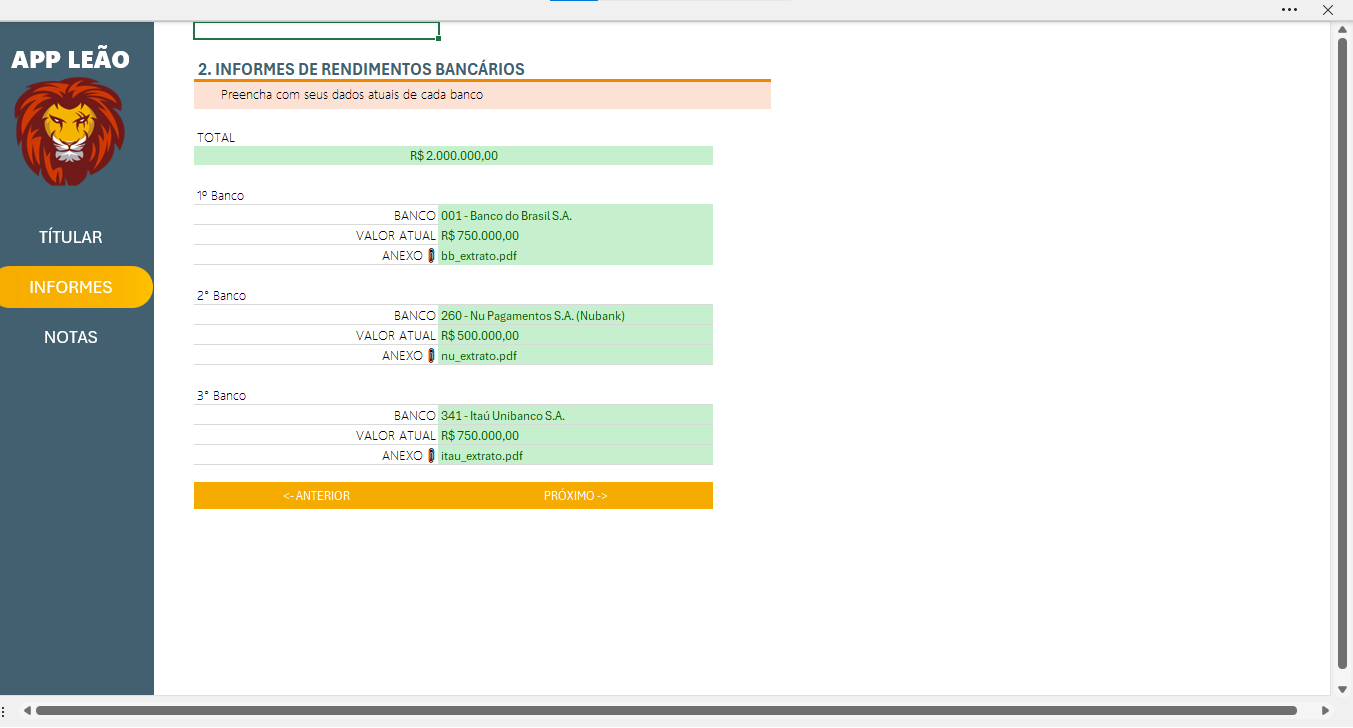 APP LEÃO
TÍTULAR
INFORMES
NOTAS
2. INFORMES DE RENDIMENTOS BANCÁRIOS
Preencha com seus dados atuais de cada banco
TOTAL
R$ 2.000.000,00
1º Banco
BANCO 001 - Banco do Brasil S.A.
VALOR ATUAL R$ 750.000,00
ANEXO bb_extrato.pdf
2° Banco
BANCO 260 - Nu Pagamentos S.A. (Nubank)
VALOR ATUAL R$ 500.000,00
ANEXO nu_extrato.pdf
3° Banco
BANCO 341 - Itaú Unibanco S.A.
VALOR ATUAL R$ 750.000,00
ANEXO itau_extrato.pdf
<- ANTERIOR PRÓXIMO ->